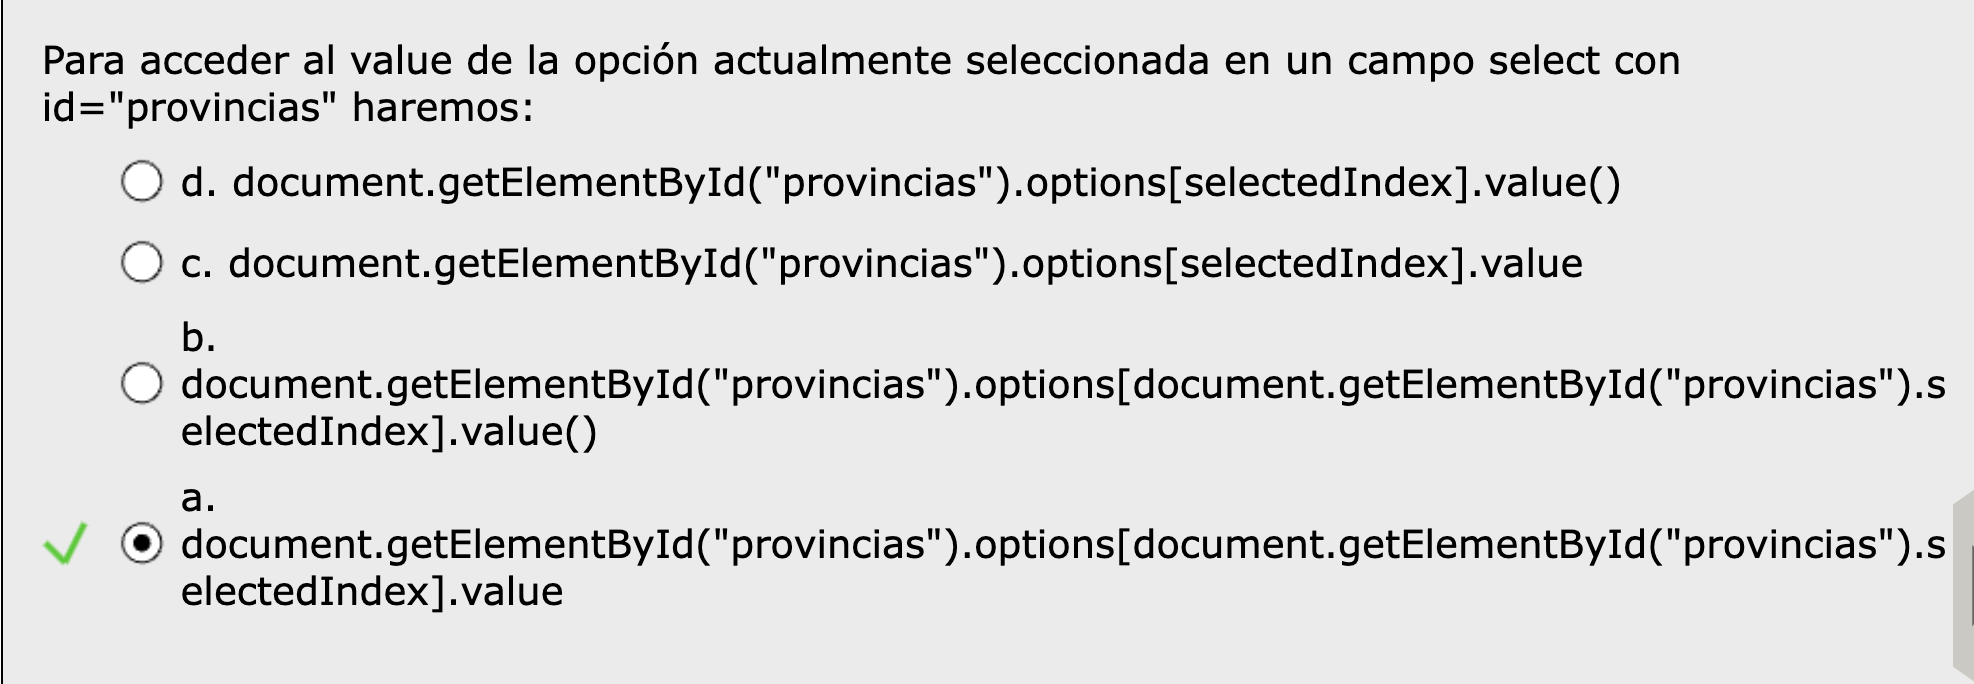 Para acceder al value de la opción actualmente seleccionada en un campo select con
id="provincias" haremos:
d. document.getElementById("provincias").options[selectedIndex].value()
c. document.getElementById("provincias").options[selectedIndex].value
b.
document.getElementById("provincias").options[document.getElementById("provincias").s
electedIndex].value()
a.
document.getElementById("provincias").options[document.getElementById("provincias").s
electedIndex].value